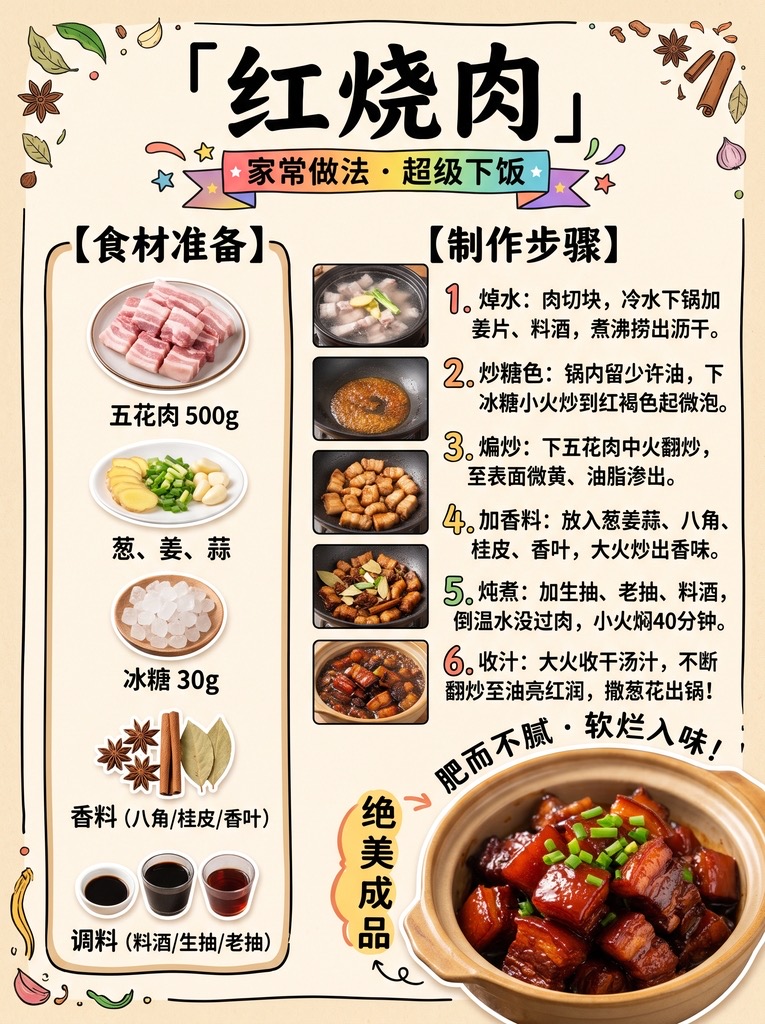 「红烧肉」
家常做法·超级下饭
【食材准备】
五花肉 500g
葱、姜、蒜
冰糖 30g
香料（八角/桂皮/香叶）
调料（料酒/生抽/老抽）
【制作步骤】
1. 焯水：肉切块，冷水下锅加
姜片、料酒，煮沸捞出沥干。
2. 炒糖色：锅内留少许油，下
冰糖小火炒到红褐色起微泡。
3. 煸炒：下五花肉中火翻炒，
至表面微黄、油脂渗出。
4. 加香料：放入葱姜蒜、八角、
桂皮、香叶，大火炒出香味。
5. 炖煮：加生抽、老抽、料酒，
倒温水没过肉，小火焖40分钟。
6. 收汁：大火收干汤汁，不断
翻炒至油亮红润，撒葱花出锅！
肥而不腻·软烂入味！
绝美成品